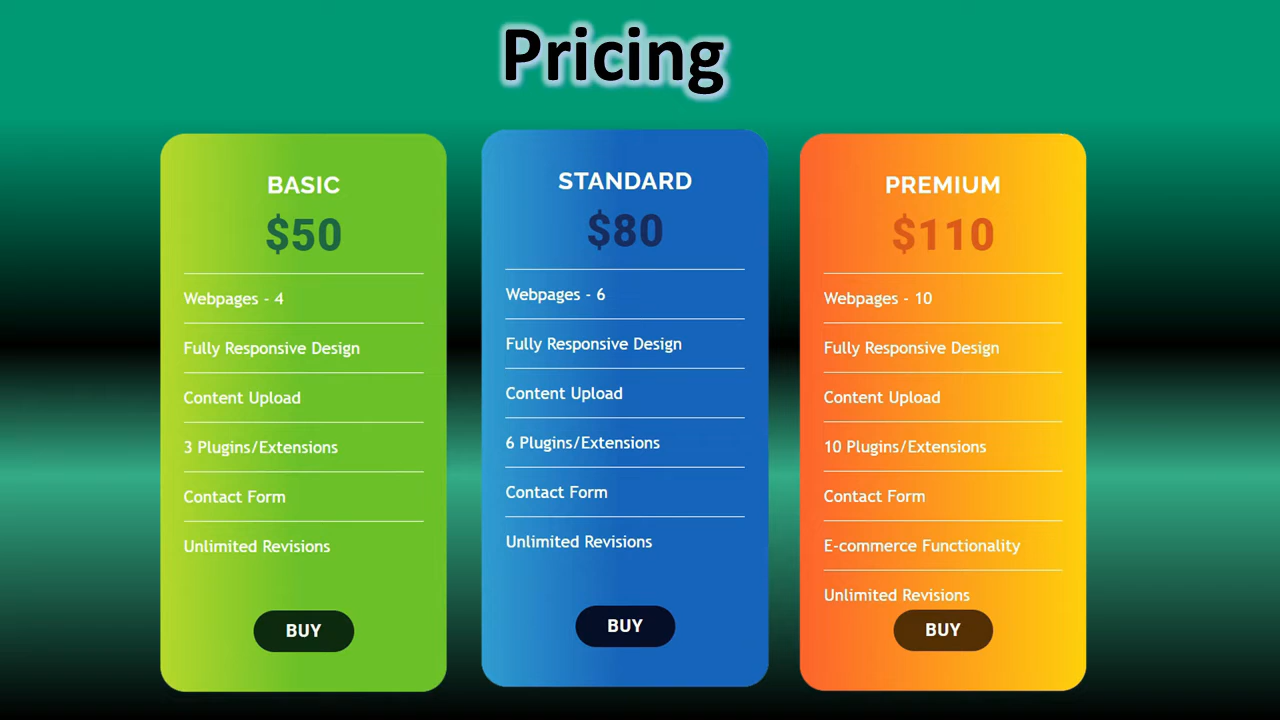 Pricing
BASIC
$50
Webpages - 4
Fully Responsive Design
Content Upload
3 Plugins/Extensions
Contact Form
Unlimited Revisions
BUY
STANDARD
$80
Webpages - 6
Fully Responsive Design
Content Upload
6 Plugins/Extensions
Contact Form
Unlimited Revisions
BUY
PREMIUM
$110
Webpages - 10
Fully Responsive Design
Content Upload
10 Plugins/Extensions
Contact Form
E-commerce Functionality
Unlimited Revisions
BUY